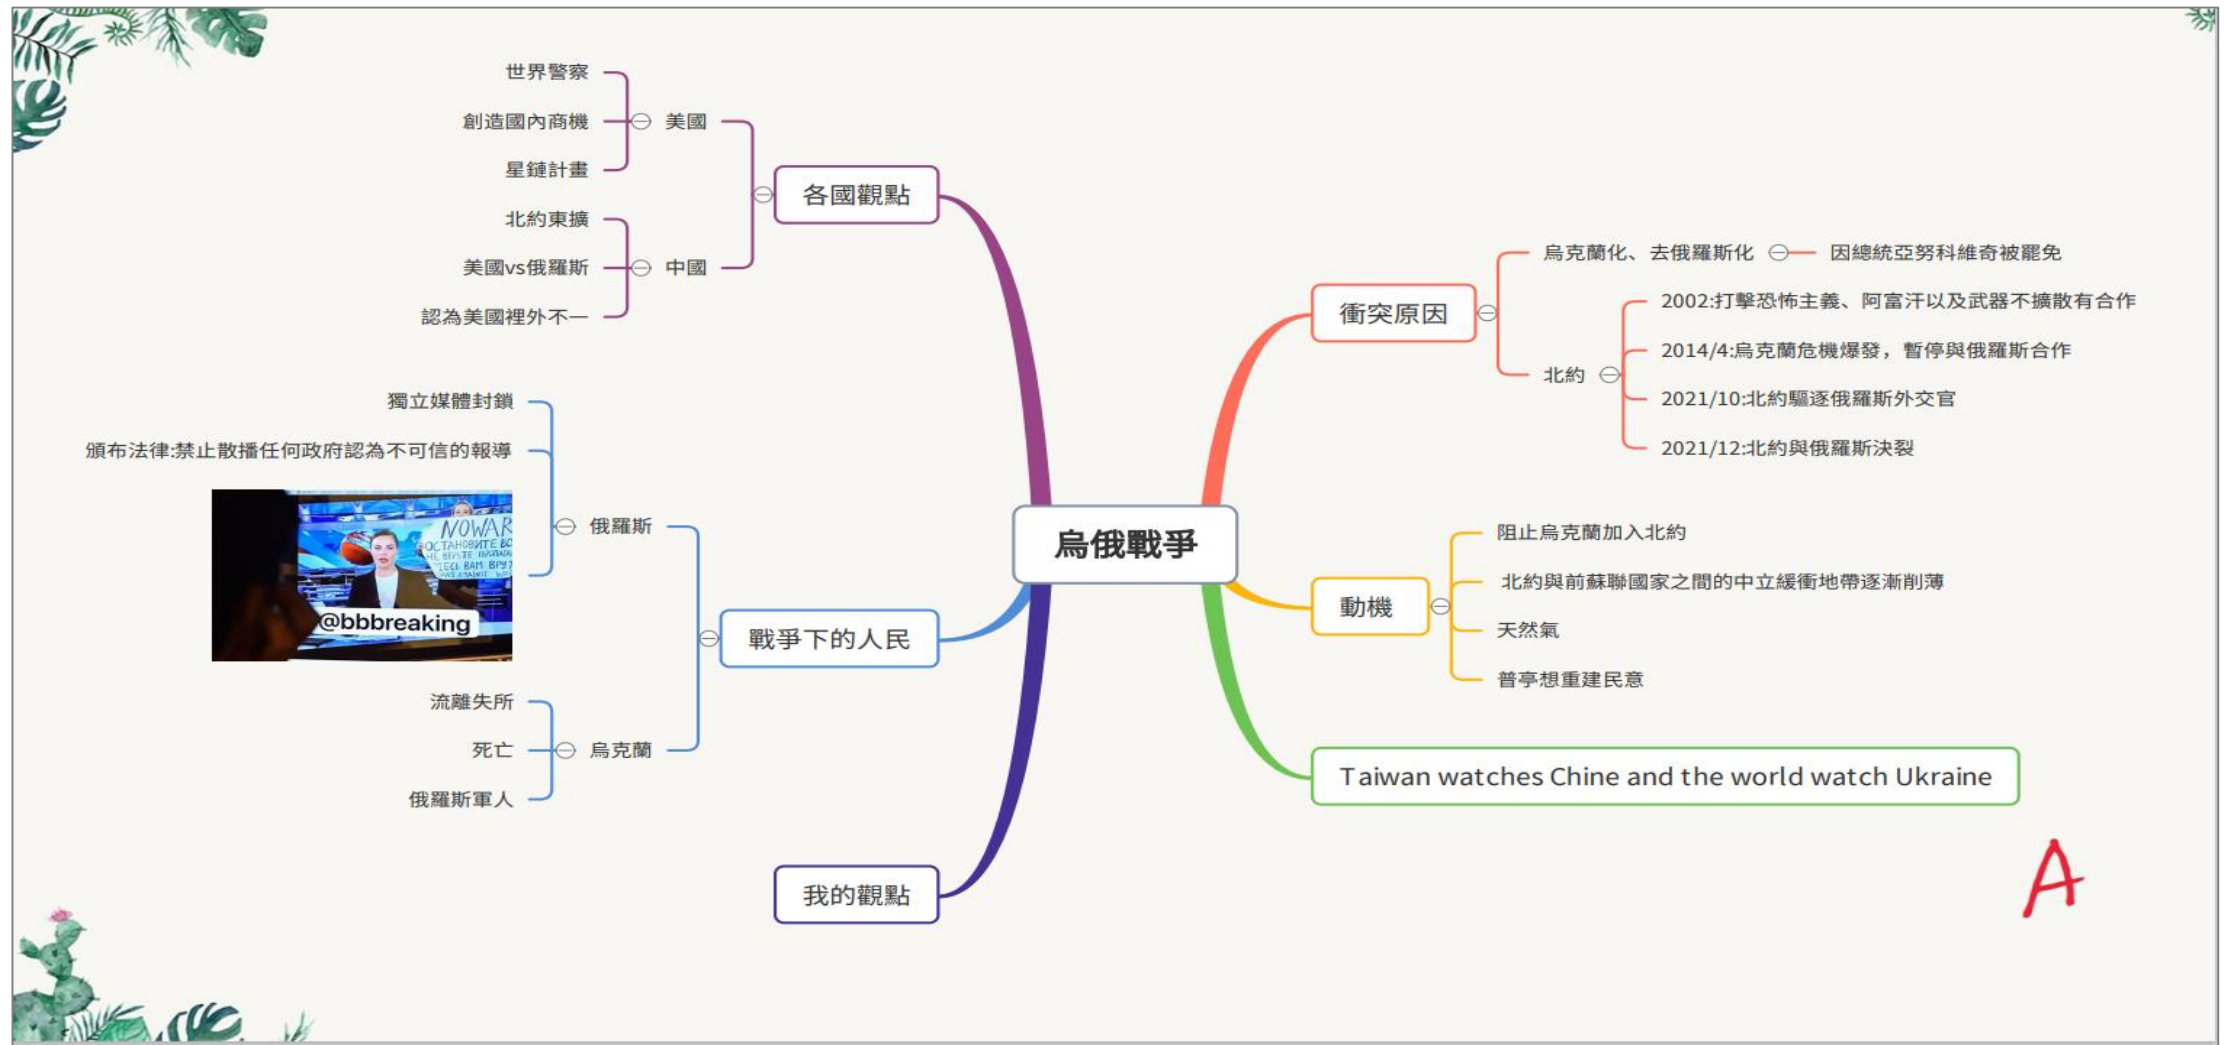 世界警察
創造國內商機
星鏈計畫
美國
北約東擴
美國vs俄羅斯
認為美國裡外不一
中國
各國觀點
獨立媒體封鎖
頒布法律:禁止散播任何政府認為不可信的報導
NOWAR
@bbbreaking
俄羅斯
流離失所
死亡
俄羅斯軍人
烏克蘭
戰爭下的人民
我的觀點
烏俄戰爭
衝突原因
烏克蘭化、去俄羅斯化
因總統亞努科維奇被罷免
北約
2002:打擊恐怖主義、阿富汗以及武器不擴散有合作
2014/4:烏克蘭危機爆發，暫停與俄羅斯合作
2021/10:北約驅逐俄羅斯外交官
2021/12:北約與俄羅斯決裂
動機
阻止烏克蘭加入北約
北約與前蘇聯國家之間的中立緩衝地帶逐漸削薄
天然氣
普亭想重建民意
Taiwan watches Chine and the world watch Ukraine
A